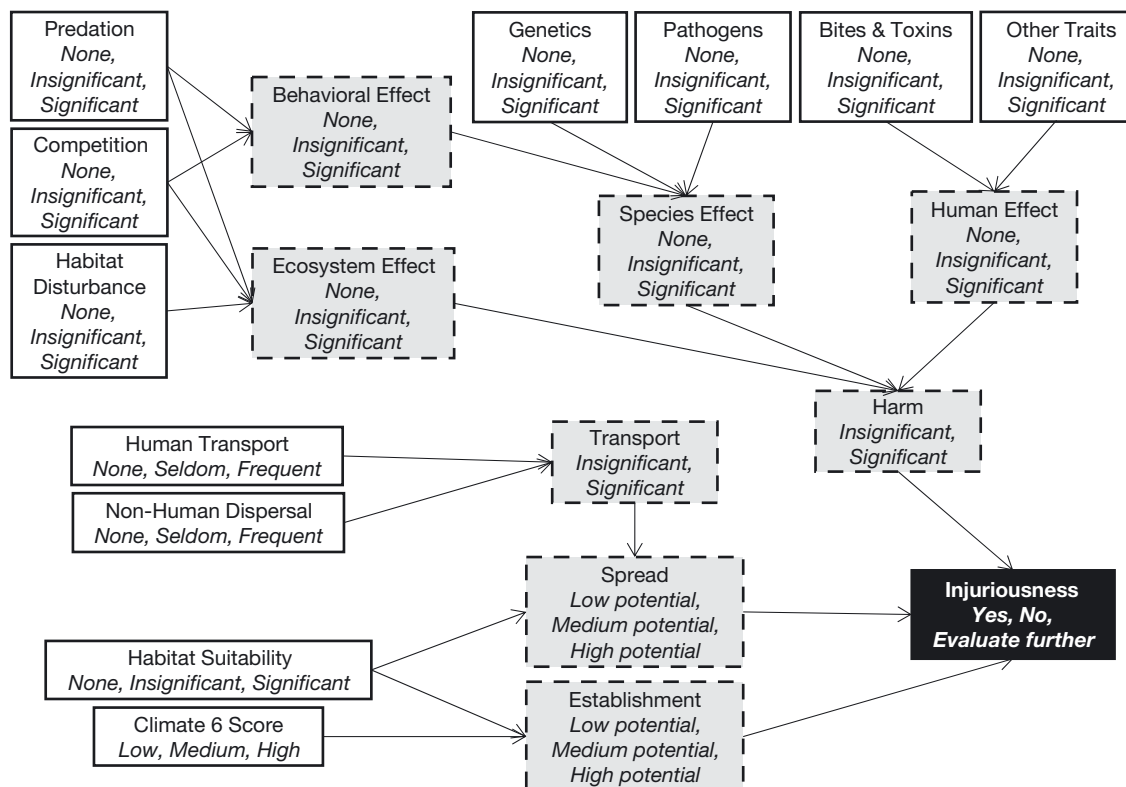 Predation
None,
Insignificant,
Significant
Competition
None,
Insignificant,
Significant
Habitat
Disturbance
None,
Insignificant,
Significant
Behavioral Effect
None,
Insignificant,
Significant
Ecosystem Effect
None,
Insignificant,
Significant
Genetics
None,
Insignificant,
Significant
Pathogens
None,
Insignificant,
Significant
Bites & Toxins
None,
Insignificant,
Significant
Other Traits
None,
Insignificant,
Significant
Species Effect
None,
Insignificant,
Significant
Human Effect
None,
Insignificant,
Significant
Harm
Insignificant,
Significant
Human Transport
None, Seldom, Frequent
Non-Human Dispersal
None, Seldom, Frequent
Transport
Insignificant,
Significant
Spread
Low potential,
Medium potential,
High potential
Habitat Suitability
None, Insignificant, Significant
Climate 6 Score
Low, Medium, High
Establishment
Low potential,
Medium potential,
High potential
Injuriousness
Yes, No,
Evaluate further